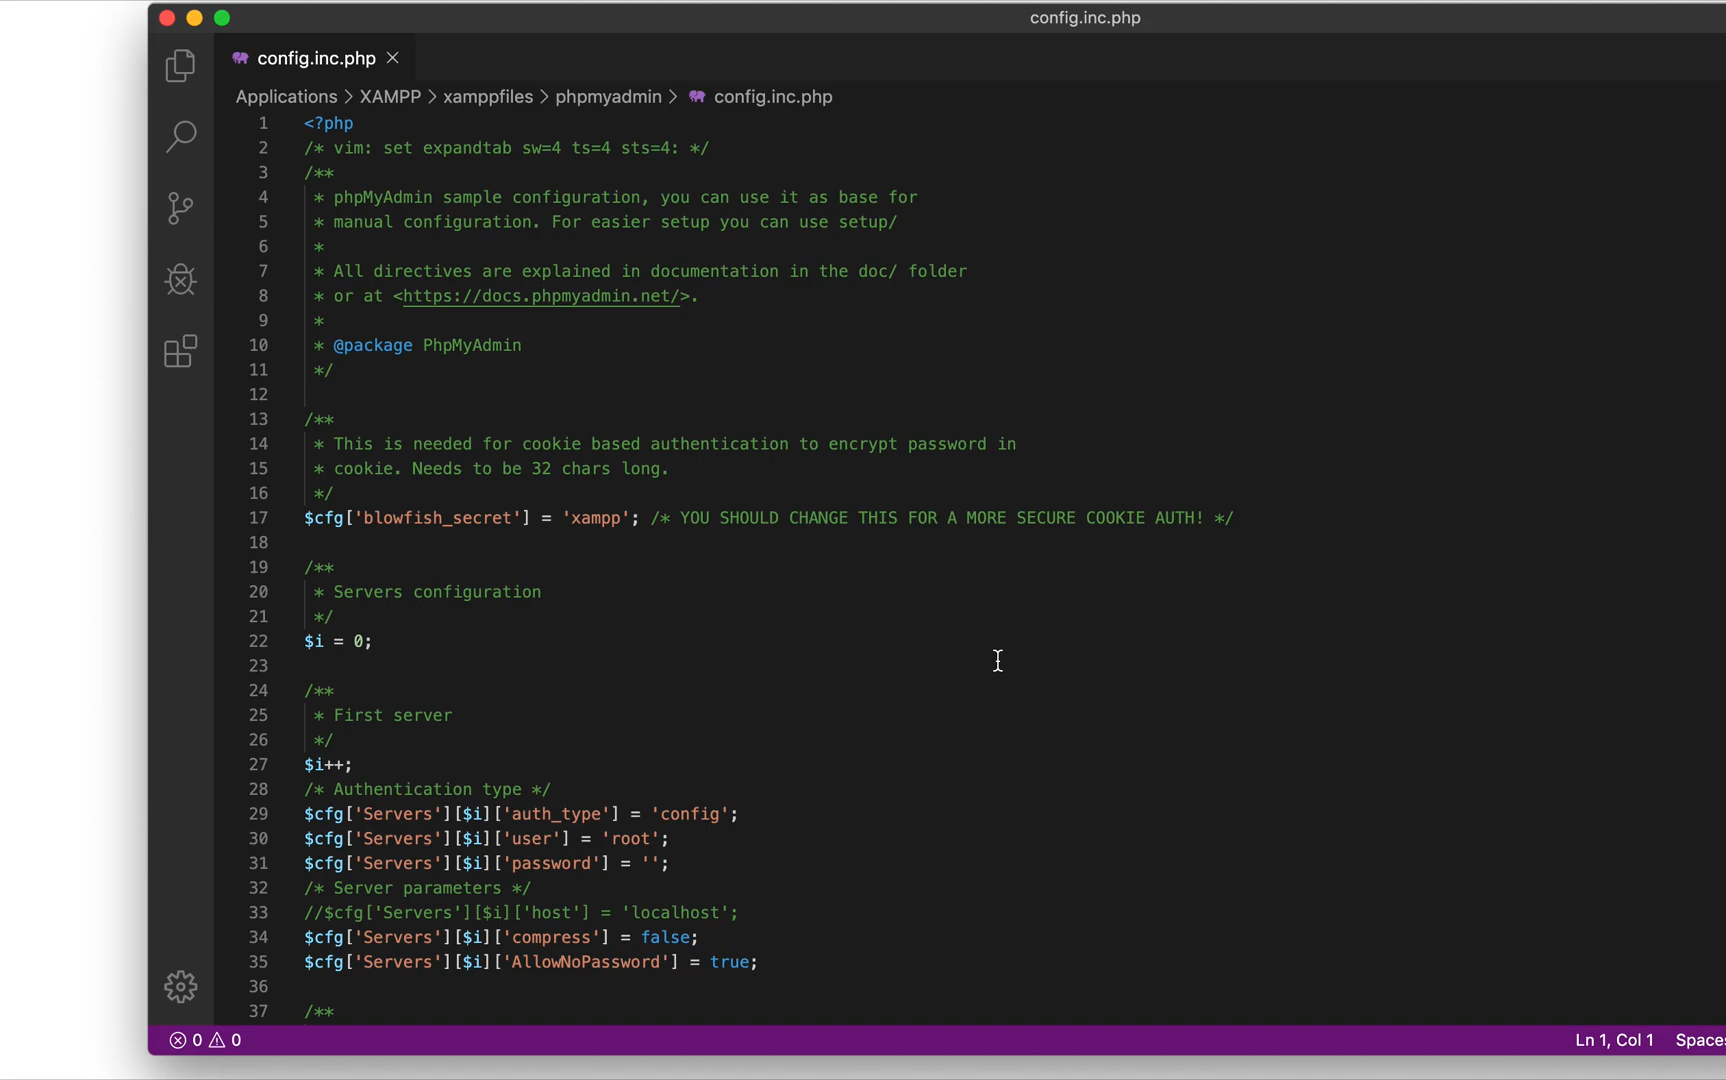 config.inc.php
config.inc.php
Applications > XAMPP > xamppfiles > phpmyadmin > config.inc.php
1 <?php
2 /* vim: set expandtab sw=4 ts=4 sts=4: */
3 /**
4 * phpMyAdmin sample configuration, you can use it as base for
5 * manual configuration. For easier setup you can use setup/
6 *
7 * All directives are explained in documentation in the doc/ folder
8 * or at <https://docs.phpmyadmin.net/>.
9 *
10 * @package PhpMyAdmin
11 */
12
13 /**
14 * This is needed for cookie based authentication to encrypt password in
15 * cookie. Needs to be 32 chars long.
16 */
17 $cfg['blowfish_secret'] = 'xampp'; /* YOU SHOULD CHANGE THIS FOR A MORE SECURE COOKIE AUTH! */
18
19 /**
20 * Servers configuration
21 */
22 $i = 0;
23
24 /**
25 * First server
26 */
27 $i++;
28 /* Authentication type */
29 $cfg['Servers'][$i]['auth_type'] = 'config';
30 $cfg['Servers'][$i]['user'] = 'root';
31 $cfg['Servers'][$i]['password'] = '';
32 /* Server parameters */
33 //$cfg['Servers'][$i]['host'] = 'localhost';
34 $cfg['Servers'][$i]['compress'] = false;
35 $cfg['Servers'][$i]['AllowNoPassword'] = true;
36
37 /**
0 0 Ln 1, Col 1 Spaces